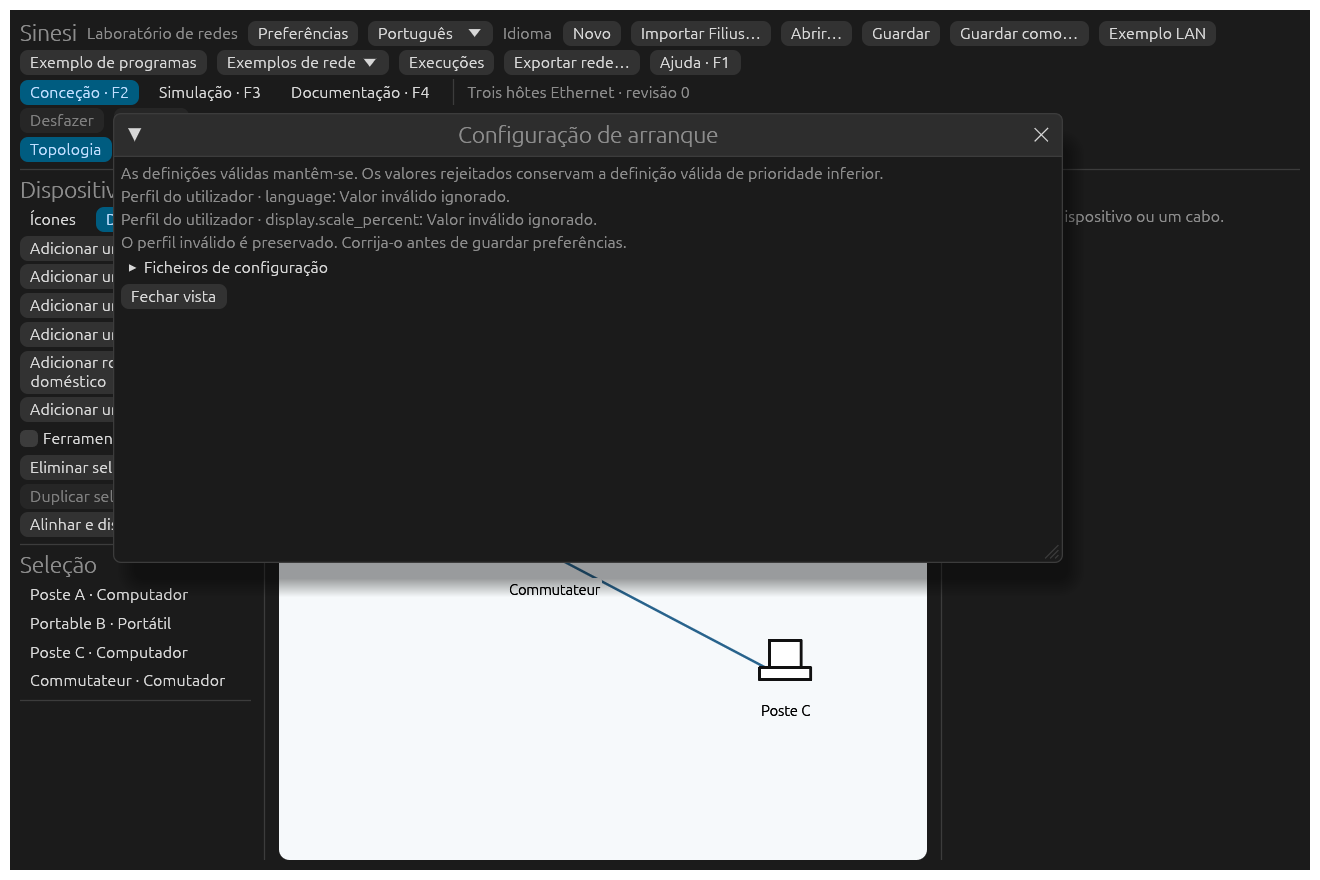 Sinesi Laboratório de redes Preferências Português Idioma Novo Importar Filius… Abrir… Guardar Guardar como… Exemplo LAN
Exemplo de programas Exemplos de rede Execuções Exportar rede… Ajuda · F1
Conceção · F2 Simulação · F3 Documentação · F4 Trois hôtes Ethernet · revisão 0
Desfazer
Configuração de arranque
Topologia
As definições válidas mantêm-se. Os valores rejeitados conservam a definição válida de prioridade inferior.
Perfil do utilizador · language: Valor inválido ignorado.
Perfil do utilizador · display.scale_percent: Valor inválido ignorado.
O perfil inválido é preservado. Corrija-o antes de guardar preferências.
Ficheiros de configuração
Fechar vista
Ícones
ispositivo ou um cabo.
Adicionar
Adicionar
Adicionar
Adicionar
Adicionar
doméstico
Adicionar
Eliminar sel
Duplicar sel
Alinhar e
Seleção
Poste A · Computador
Portable B · Portátil
Poste C · Computador
Commutateur · Comutador
Commutateur
Poste C